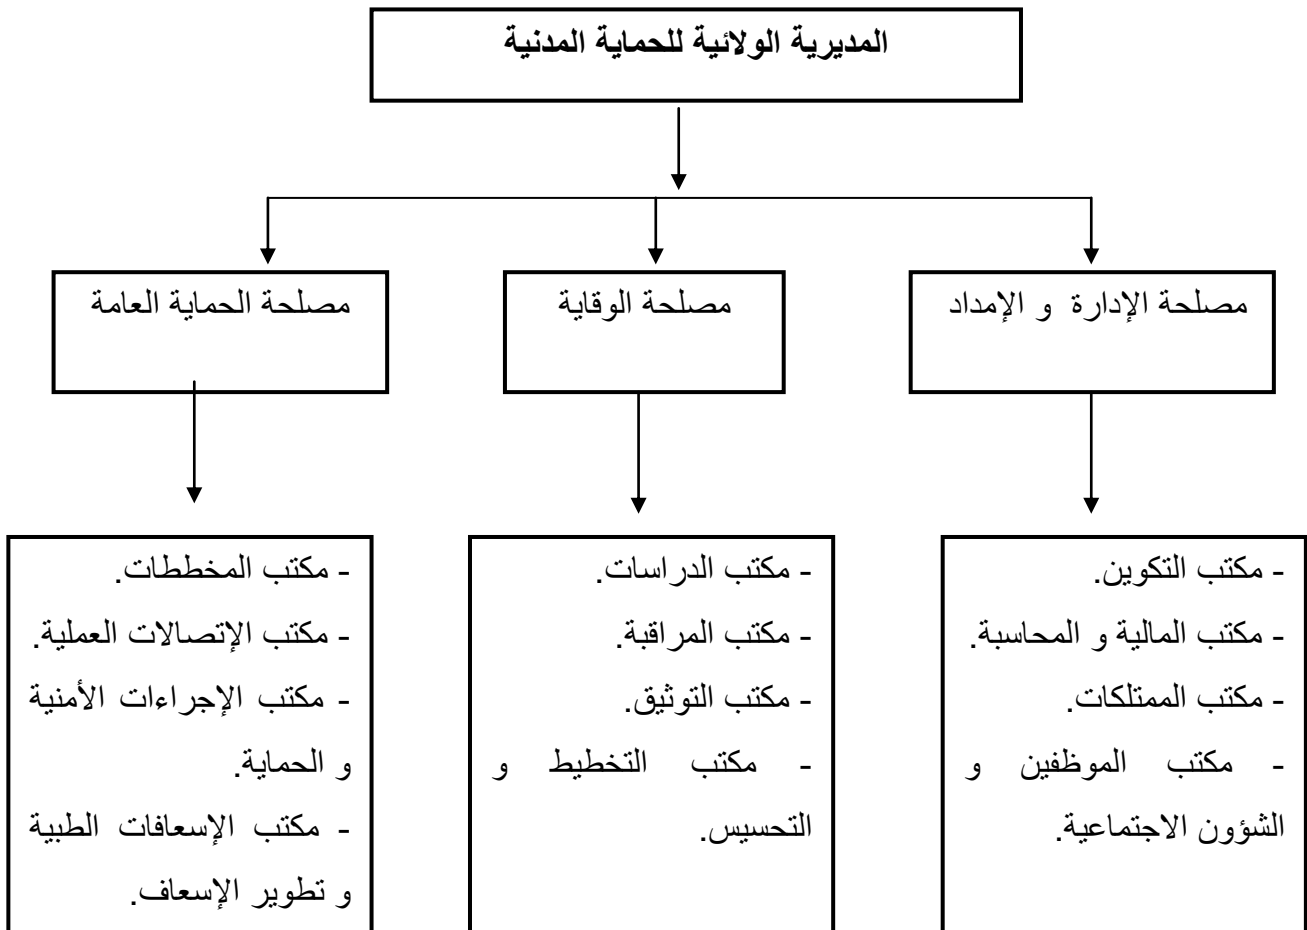 المديرية الولائية للحماية المدنية
مصلحة الإدارة و الإمداد
مصلحة الوقاية
مصلحة الحماية العامة
- مكتب التكوين.
- مكتب المالية و المحاسبة.
- مكتب الممتلكات.
- مكتب الموظفين و
الشؤون الاجتماعية.
- مكتب الدراسات.
- مكتب المراقبة.
- مكتب التوثيق.
- مكتب التخطيط و
التحسيس.
- مكتب المخططات.
- مكتب الإتصالات العملية.
- مكتب الإجراءات الأمنية
و الحماية.
- مكتب الإسعافات الطبية
و تطوير الإسعاف.